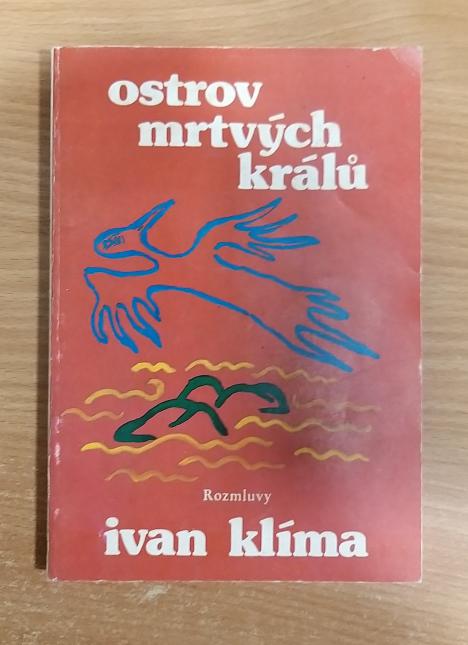 ostrov
mrtvých
králů
Rozmluvy
ivan klíma